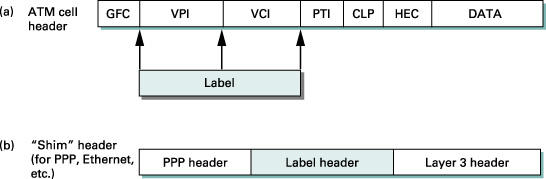 (a) ATM cell header
GFC VPI VCI PTI CLP HEC DATA
Label
(b) “Shim” header (for PPP, Ethernet, etc.)
PPP header Label header Layer 3 header